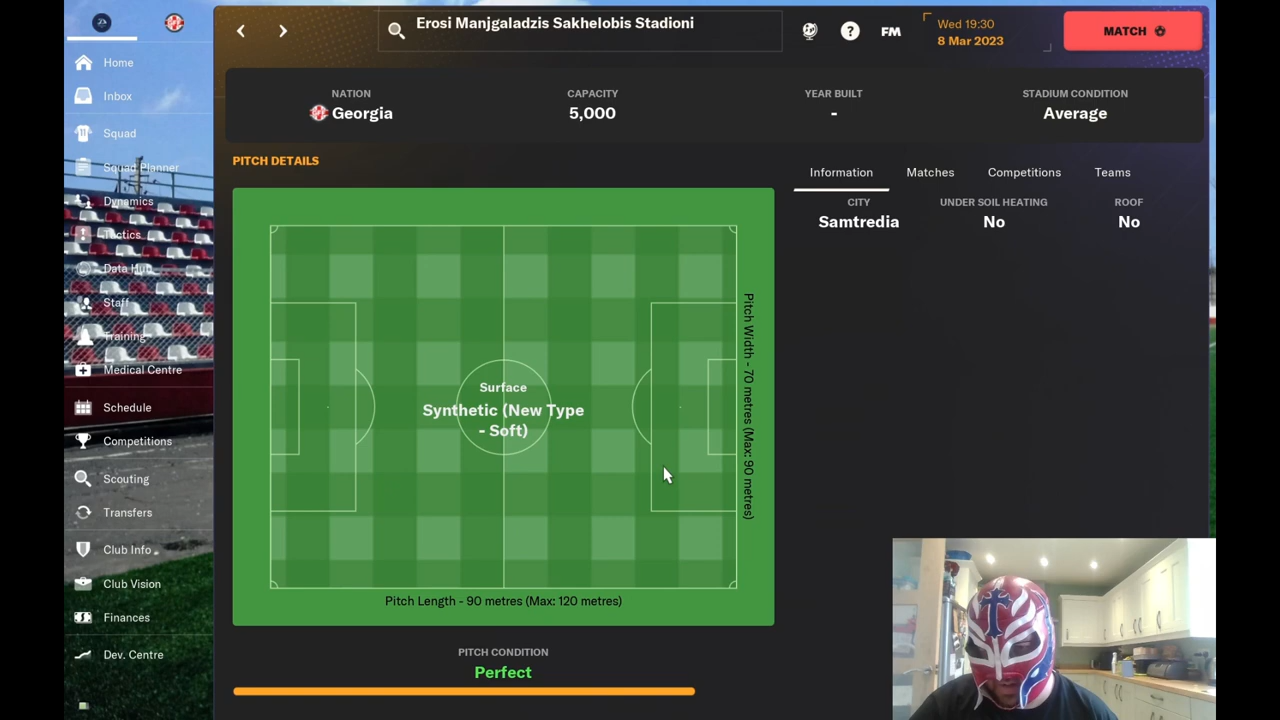 Erosi Manjgaladzis Sakhelobis Stadioni
FM
Wed 19:30
8 Mar 2023
MATCH
Home
Inbox
Squad
Squad Planner
Dynamics
Tactics
Data Hub
Staff
Training
Medical Centre
Schedule
Competitions
Scouting
Transfers
Club Info
Club Vision
Finances
Dev. Centre
NATION
Georgia
CAPACITY
5,000
YEAR BUILT
-
STADIUM CONDITION
Average
PITCH DETAILS
Surface
Synthetic (New Type
- Soft)
Pitch Width - 70 metres (Max: 90 metres)
Pitch Length - 90 metres (Max: 120 metres)
PITCH CONDITION
Perfect
Information Matches Competitions Teams
CITY
Samtredia
UNDER SOIL HEATING
No
ROOF
No